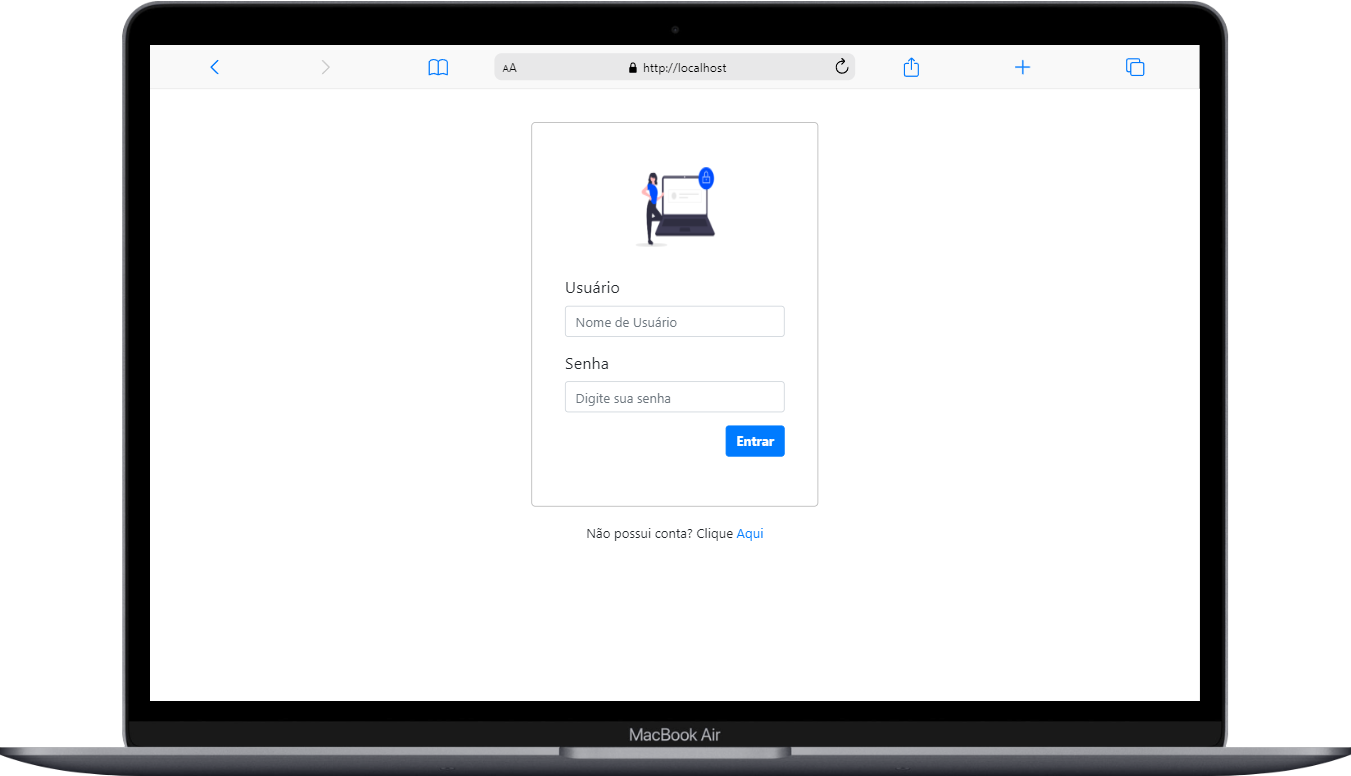 AA
http://localhost
Usuário
Nome de Usuário
Senha
Digite sua senha
Entrar
Não possui conta? Clique Aqui
MacBook Air